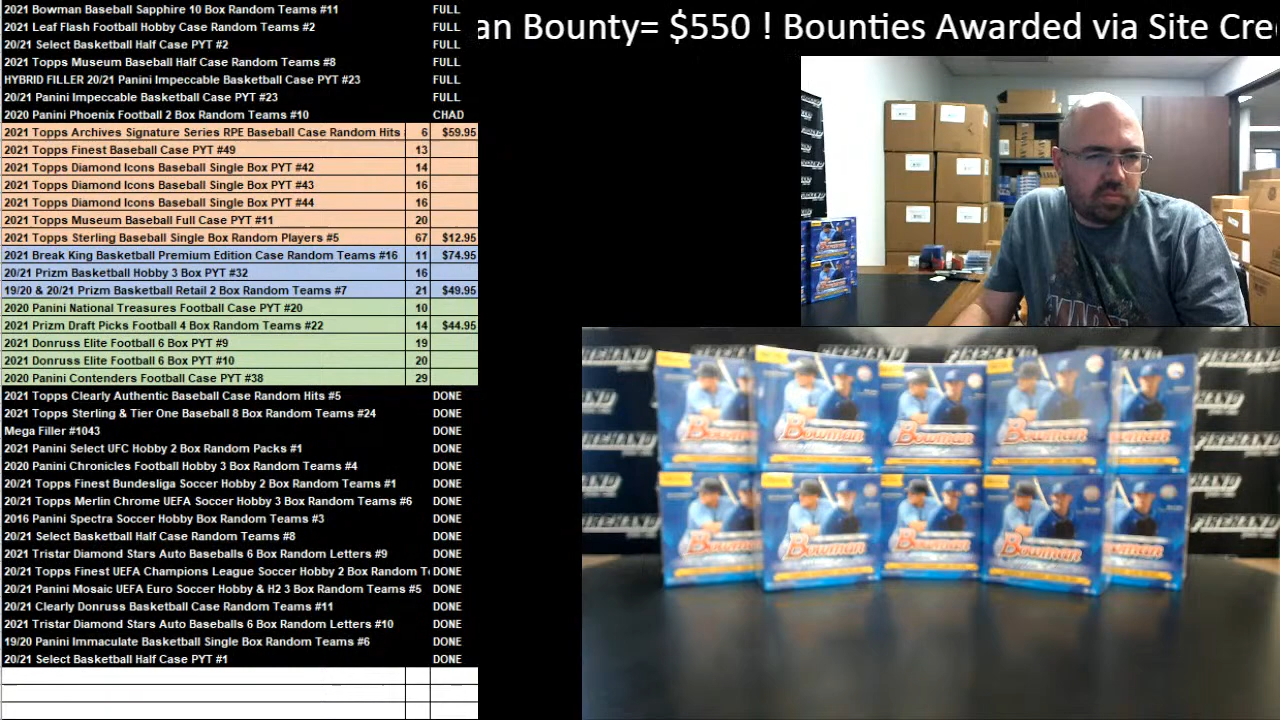 2021 Bowman Baseball Sapphire 10 Box Random Teams #11 FULL
2021 Leaf Flash Football Hobby Case Random Teams #2 FULL
20/21 Select Basketball Half Case PYT #2 FULL
2021 Topps Museum Baseball Half Case Random Teams #8 FULL
HYBRID FILLER 20/21 Panini Impeccable Basketball Case PYT #23 FULL
20/21 Panini Impeccable Basketball Case PYT #23 FULL
2020 Panini Phoenix Football 2 Box Random Teams #10 CHAD
2021 Topps Archives Signature Series RPE Baseball Case Random Hits 6 $59.95
2021 Topps Finest Baseball Case PYT #49 13
2021 Topps Diamond Icons Baseball Single Box PYT #42 14
2021 Topps Diamond Icons Baseball Single Box PYT #43 16
2021 Topps Diamond Icons Baseball Single Box PYT #44 16
2021 Topps Museum Baseball Full Case PYT #11 20
2021 Topps Sterling Baseball Single Box Random Players #5 67 $12.95
2021 Break King Basketball Premium Edition Case Random Teams #16 11 $74.95
20/21 Prizm Basketball Hobby 3 Box PYT #32 16
19/20 & 20/21 Prizm Basketball Retail 2 Box Random Teams #7 21 $49.95
2020 Panini National Treasures Football Case PYT #20 10
2021 Prizm Draft Picks Football 4 Box Random Teams #22 14 $44.95
2021 Donruss Elite Football 6 Box PYT #9 19
2021 Donruss Elite Football 6 Box PYT #10 20
2020 Panini Contenders Football Case PYT #38 29
2021 Topps Clearly Authentic Baseball Case Random Hits #5 DONE
2021 Topps Sterling & Tier One Baseball 8 Box Random Teams #24 DONE
Mega Filler #1043 DONE
2021 Panini Select UFC Hobby 2 Box Random Packs #1 DONE
2020 Panini Chronicles Football Hobby 3 Box Random Teams #4 DONE
20/21 Topps Finest Bundesliga Soccer Hobby 2 Box Random Teams #1 DONE
20/21 Topps Merlin Chrome UEFA Soccer Hobby 3 Box Random Teams #6 DONE
2016 Panini Spectra Soccer Hobby Box Random Teams #3 DONE
20/21 Select Basketball Half Case Random Teams #8 DONE
2021 Tristar Diamond Stars Auto Baseballs 6 Box Random Letters #9 DONE
20/21 Topps Finest UEFA Champions League Soccer Hobby 2 Box Random T DONE
20/21 Panini Mosaic UEFA Euro Soccer Hobby & H2 3 Box Random Teams #5 DONE
20/21 Clearly Donruss Basketball Case Random Teams #11 DONE
2021 Tristar Diamond Stars Auto Baseballs 6 Box Random Letters #10 DONE
19/20 Panini Immaculate Basketball Single Box Random Teams #6 DONE
20/21 Select Basketball Half Case PYT #1 DONE
an Bounty= $550 ! Bounties Awarded via Site Cre
Bowman Bowman Bowman Bowman Bowman
Bowman Bowman Bowman Bowman Bowman
FIREHAND